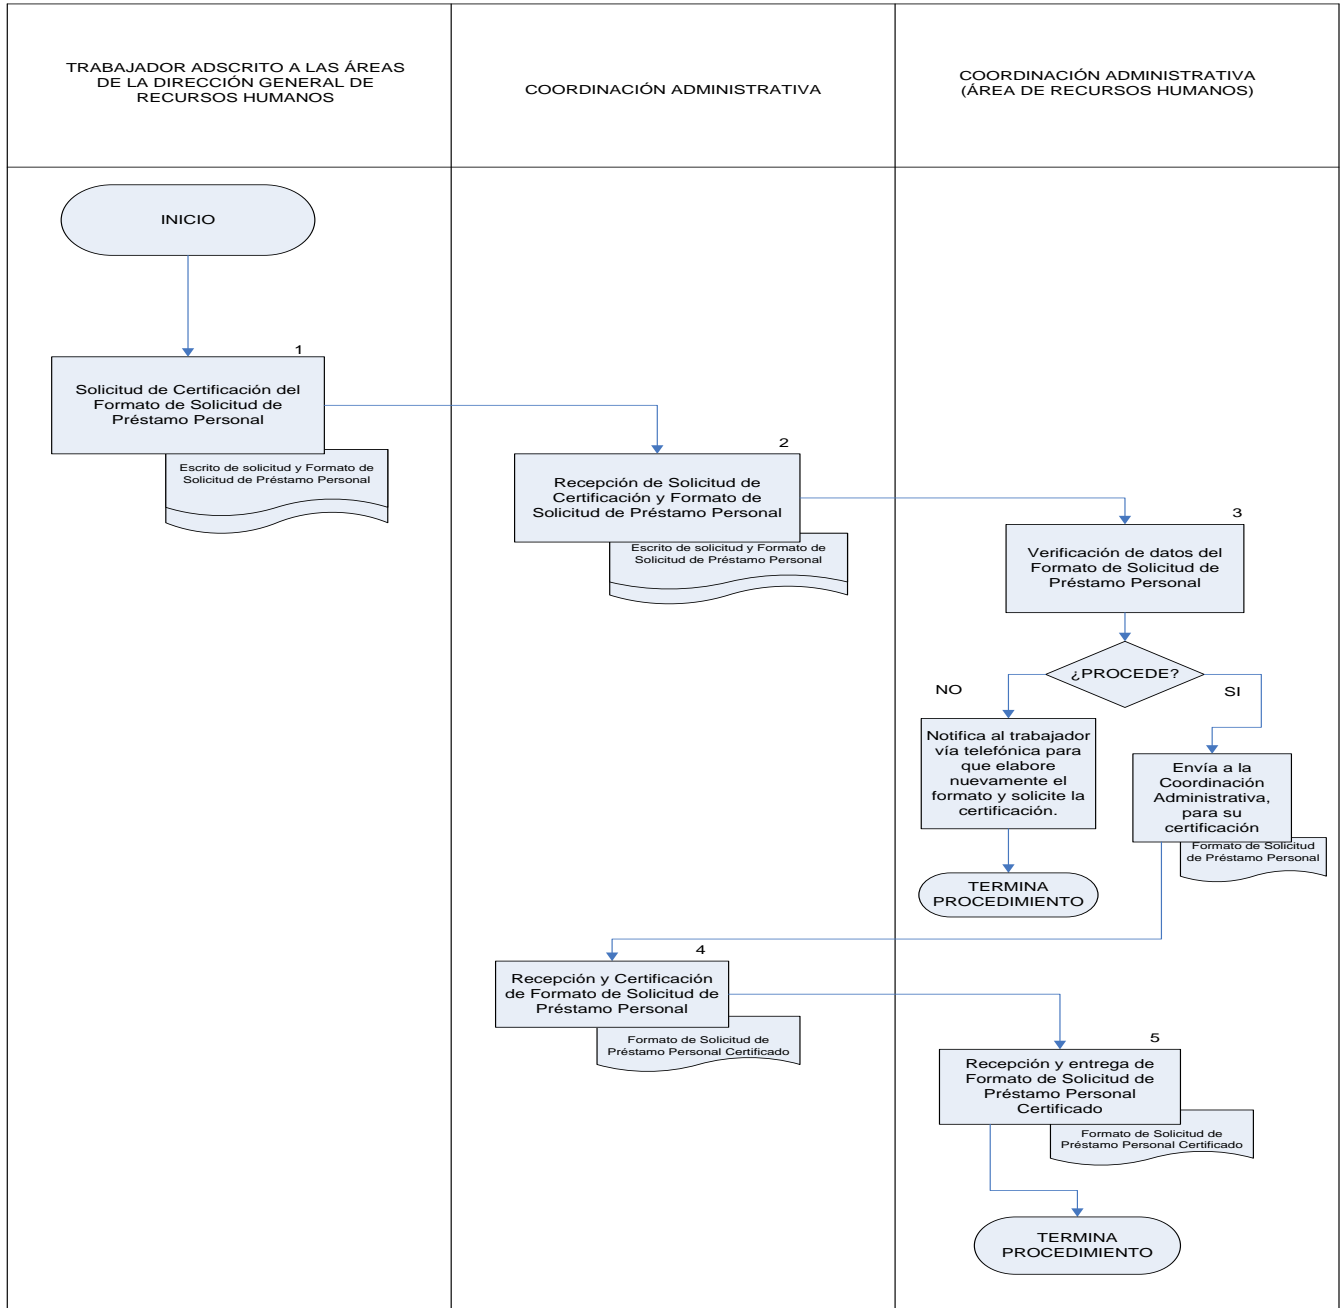 TRABAJADOR ADSCRITO A LAS ÁREAS
DE LA DIRECCIÓN GENERAL DE
RECURSOS HUMANOS
COORDINACIÓN ADMINISTRATIVA
COORDINACIÓN ADMINISTRATIVA
(ÁREA DE RECURSOS HUMANOS)
INICIO
1
Solicitud de Certificación del
Formato de Solicitud de
Préstamo Personal
Escrito de solicitud y Formato de
Solicitud de Préstamo Personal
2
Recepción de Solicitud de
Certificación y Formato de
Solicitud de Préstamo Personal
Escrito de solicitud y Formato de
Solicitud de Préstamo Personal
3
Verificación de datos del
Formato de Solicitud de
Préstamo Personal
¿PROCEDE?
NO
SI
Notifica al trabajador
vía telefónica para
que elabore
nuevamente el
formato y solicite la
certificación.
Envía a la
Coordinación
Administrativa,
para su
certificación
Formato de Solicitud
de Préstamo Personal
TERMINA
PROCEDIMIENTO
4
Recepción y Certificación
de Formato de Solicitud de
Préstamo Personal
Formato de Solicitud de
Préstamo Personal Certificado
5
Recepción y entrega de
Formato de Solicitud de
Préstamo Personal
Certificado
Formato de Solicitud de
Préstamo Personal Certificado
TERMINA
PROCEDIMIENTO